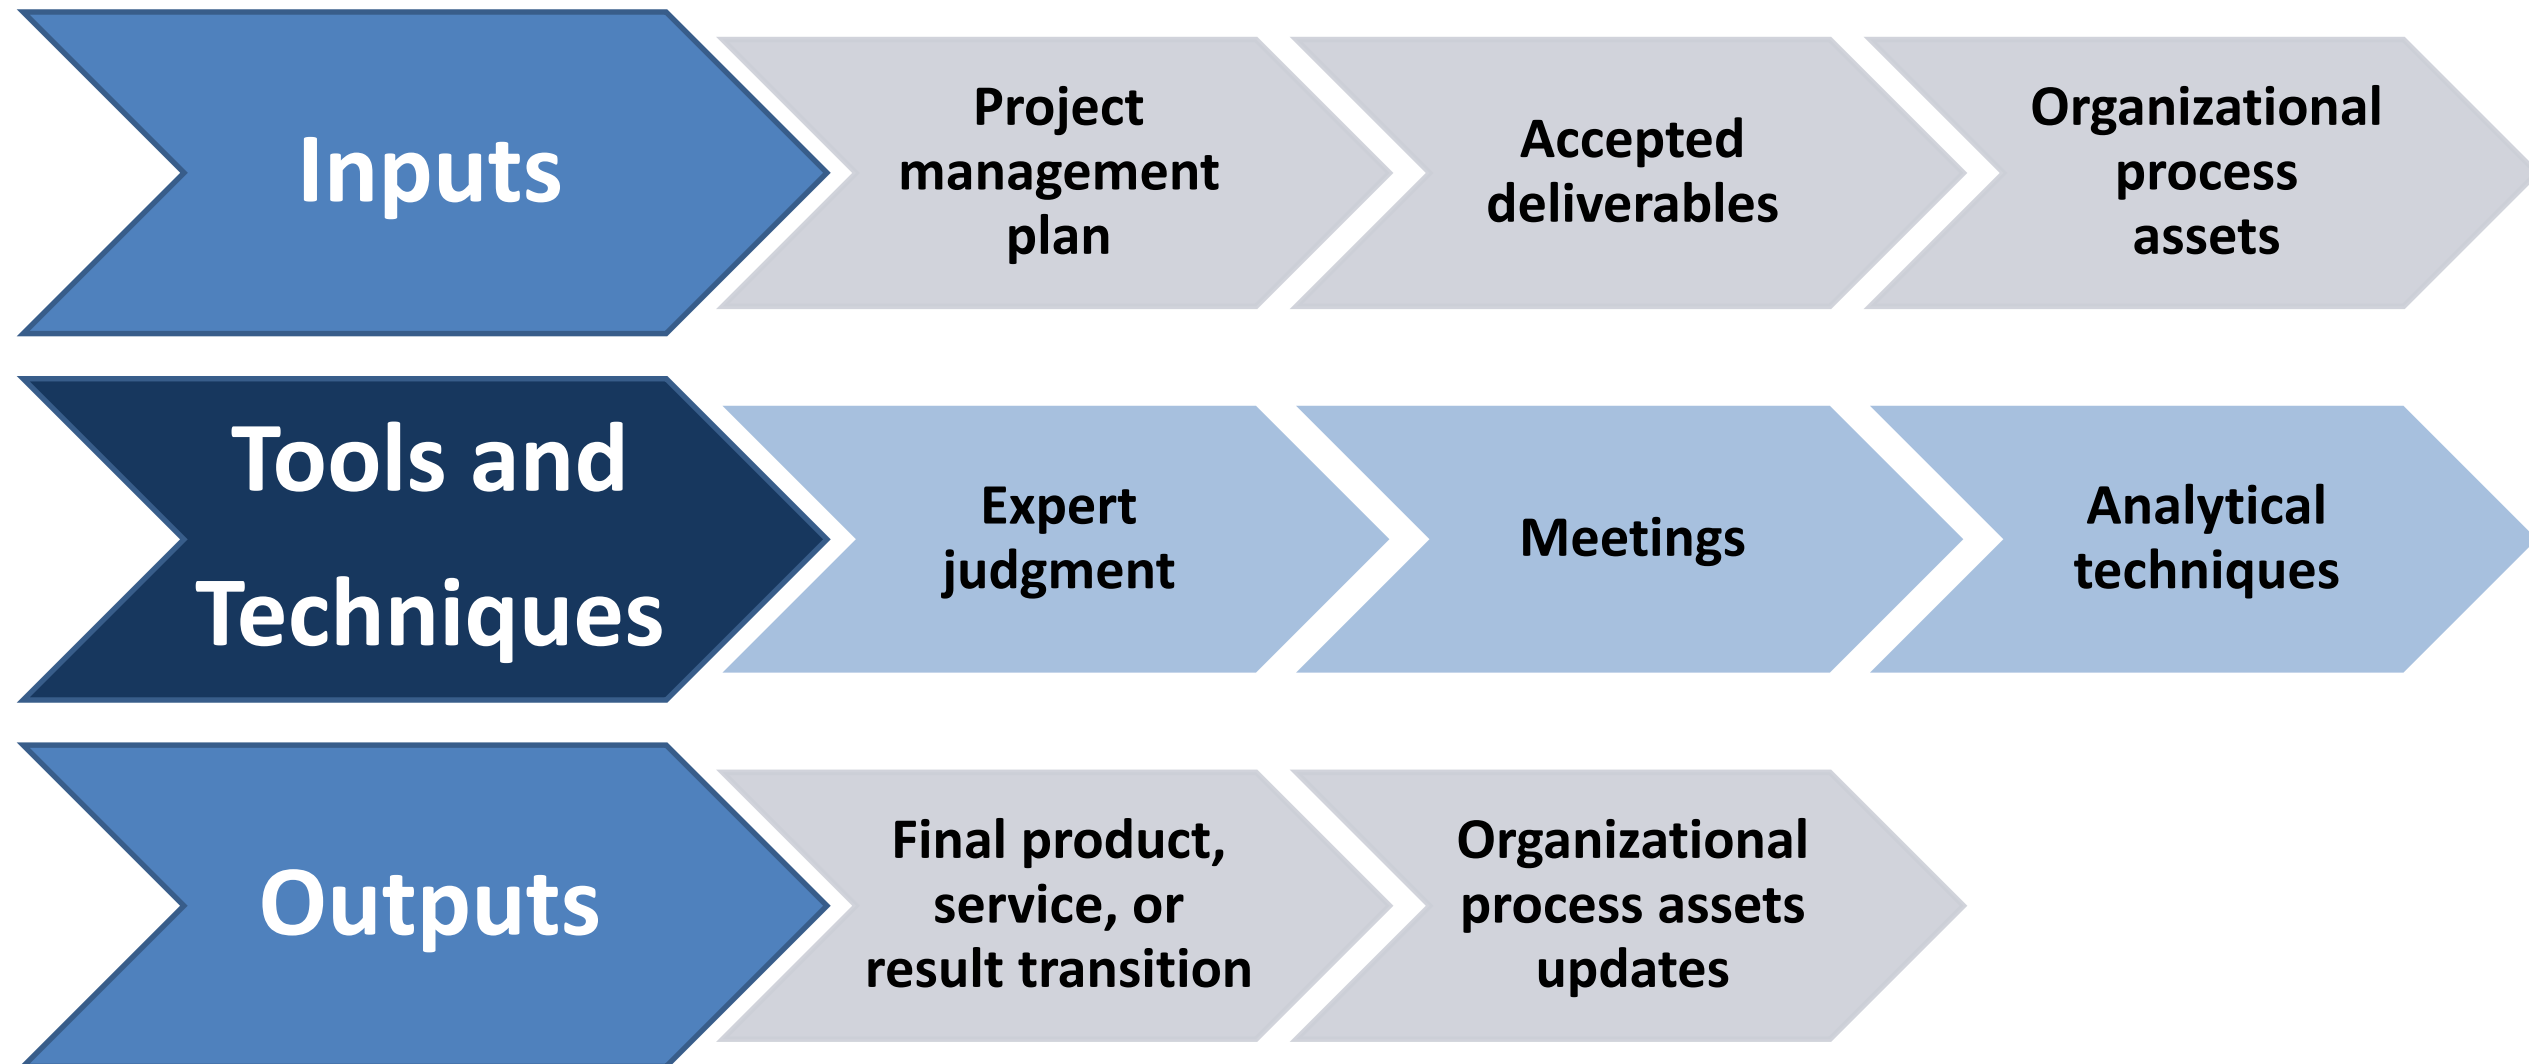 Inputs
Project
management
plan
Accepted
deliverables
Organizational
process
assets
Tools and
Techniques
Expert
judgment
Meetings
Analytical
techniques
Outputs
Final product,
service, or
result transition
Organizational
process assets
updates